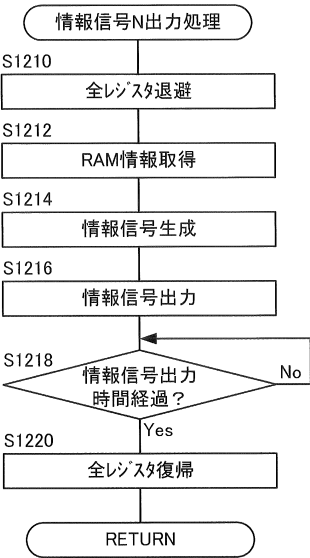 情報信号N出力処理
S1210
全ﾚｼﾞｽﾀ退避
S1212
RAM情報取得
S1214
情報信号生成
S1216
情報信号出力
S1218
情報信号出力
時間経過？
No
Yes
S1220
全ﾚｼﾞｽﾀ復帰
RETURN